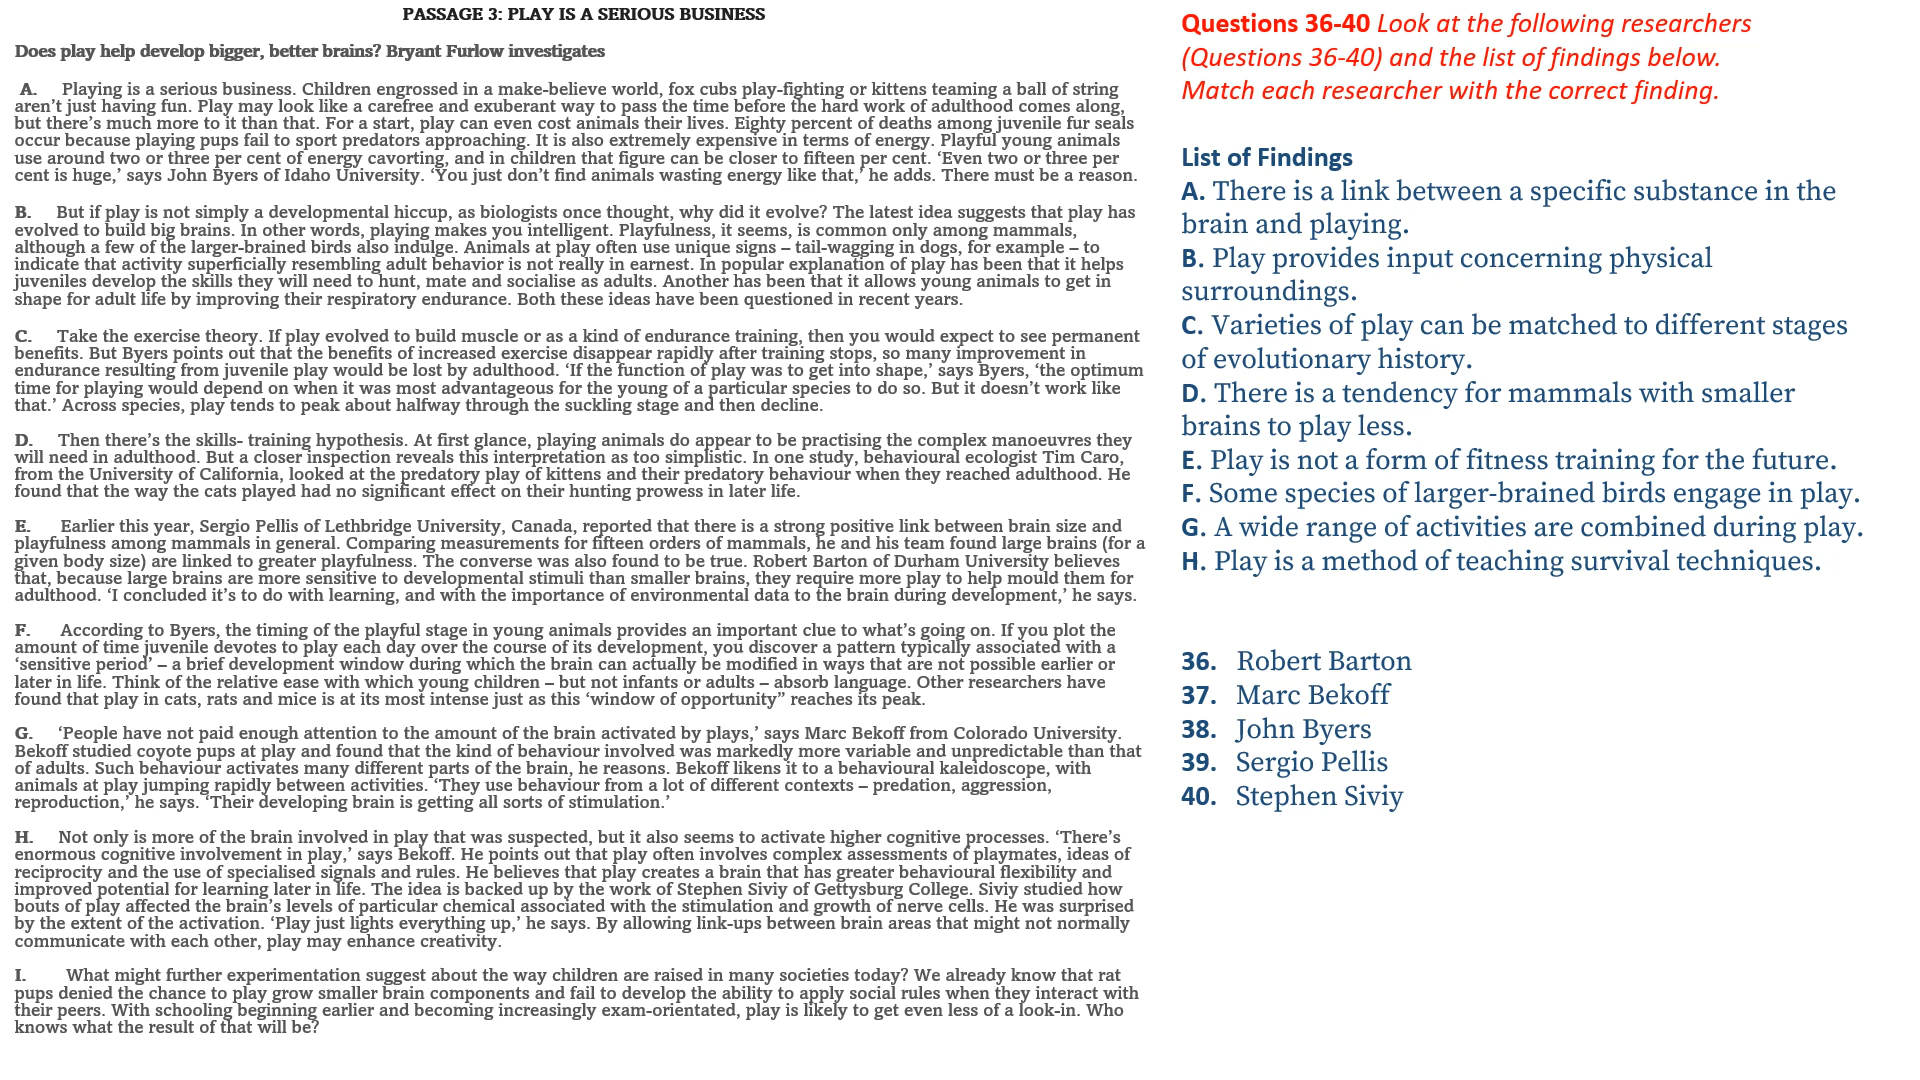 PASSAGE 3: PLAY IS A SERIOUS BUSINESS
Does play help develop bigger, better brains? Bryant Furlow investigates
A. Playing is a serious business. Children engrossed in a make-believe world, fox cubs play-fighting or kittens teaming a ball of string
aren't just having fun. Play may look like a carefree and exuberant way to pass the time before the hard work of adulthood comes along,
but there's much more to it than that. For a start, play can even cost animals their lives. Eighty percent of deaths among juvenile fur seals
occur because playing pups fail to sport predators approaching. It is also extremely expensive in terms of energy. Playful young animals
use around two or three per cent of energy cavorting, and in children that figure can be closer to fifteen per cent. 'Even two or three per
cent is huge,' says John Byers of Idaho University. 'You just don't find animals wasting energy like that,' he adds. There must be a reason.
B. But if play is not simply a developmental hiccup, as biologists once thought, why did it evolve? The latest idea suggests that play has
evolved to build big brains. In other words, playing makes you intelligent. Playfulness, it seems, is common only among mammals,
although a few of the larger-brained birds also indulge. Animals at play often use unique signs – tail-wagging in dogs, for example – to
indicate that activity superficially resembling adult behavior is not really in earnest. In popular explanation of play has been that it helps
juveniles develop the skills they will need to hunt, mate and socialise as adults. Another has been that it allows young animals to get in
shape for adult life by improving their respiratory endurance. Both these ideas have been questioned in recent years.
C. Take the exercise theory. If play evolved to build muscle or as a kind of endurance training, then you would expect to see permanent
benefits. But Byers points out that the benefits of increased exercise disappear rapidly after training stops, so many improvement in
endurance resulting from juvenile play would be lost by adulthood. 'If the function of play was to get into shape,' says Byers, 'the optimum
time for playing would depend on when it was most advantageous for the young of a particular species to do so. But it doesn't work like
that.' Across species, play tends to peak about halfway through the suckling stage and then decline.
D. Then there's the skills- training hypothesis. At first glance, playing animals do appear to be practising the complex manoeuvres they
will need in adulthood. But a closer inspection reveals this interpretation as too simplistic. In one study, behavioural ecologist Tim Caro,
from the University of California, looked at the predatory play of kittens and their predatory behaviour when they reached adulthood. He
found that the way the cats played had no significant effect on their hunting prowess in later life.
E. Earlier this year, Sergio Pellis of Lethbridge University, Canada, reported that there is a strong positive link between brain size and
playfulness among mammals in general. Comparing measurements for fifteen orders of mammals, he and his team found large brains (for a
given body size) are linked to greater playfulness. The converse was also found to be true. Robert Barton of Durham University believes
that, because large brains are more sensitive to developmental stimuli than smaller brains, they require more play to help mould them for
adulthood. 'I concluded it's to do with learning, and with the importance of environmental data to the brain during development,' he says.
F. According to Byers, the timing of the playful stage in young animals provides an important clue to what's going on. If you plot the
amount of time juvenile devotes to play each day over the course of its development, you discover a pattern typically associated with a
'sensitive period' – a brief development window during which the brain can actually be modified in ways that are not possible earlier or
later in life. Think of the relative ease with which young children – but not infants or adults – absorb language. Other researchers have
found that play in cats, rats and mice is at its most intense just as this 'window of opportunity" reaches its peak.
G. 'People have not paid enough attention to the amount of the brain activated by plays,' says Marc Bekoff from Colorado University.
Bekoff studied coyote pups at play and found that the kind of behaviour involved was markedly more variable and unpredictable than that
of adults. Such behaviour activates many different parts of the brain, he reasons. Bekoff likens it to a behavioural kaleidoscope, with
animals at play jumping rapidly between activities. 'They use behaviour from a lot of different contexts – predation, aggression,
reproduction,' he says. 'Their developing brain is getting all sorts of stimulation.'
H. Not only is more of the brain involved in play that was suspected, but it also seems to activate higher cognitive processes. 'There's
enormous cognitive involvement in play,' says Bekoff. He points out that play often involves complex assessments of playmates, ideas of
reciprocity and the use of specialised signals and rules. He believes that play creates a brain that has greater behavioural flexibility and
improved potential for learning later in life. The idea is backed up by the work of Stephen Siviy of Gettysburg College. Siviy studied how
bouts of play affected the brain's levels of particular chemical associated with the stimulation and growth of nerve cells. He was surprised
by the extent of the activation. 'Play just lights everything up,' he says. By allowing link-ups between brain areas that might not normally
communicate with each other, play may enhance creativity.
I. What might further experimentation suggest about the way children are raised in many societies today? We already know that rat
pups denied the chance to play grow smaller brain components and fail to develop the ability to apply social rules when they interact with
their peers. With schooling beginning earlier and becoming increasingly exam-orientated, play is likely to get even less of a look-in. Who
knows what the result of that will be?
Questions 36-40 Look at the following researchers
(Questions 36-40) and the list of findings below.
Match each researcher with the correct finding.
List of Findings
A. There is a link between a specific substance in the
brain and playing.
B. Play provides input concerning physical
surroundings.
C. Varieties of play can be matched to different stages
of evolutionary history.
D. There is a tendency for mammals with smaller
brains to play less.
E. Play is not a form of fitness training for the future.
F. Some species of larger-brained birds engage in play.
G. A wide range of activities are combined during play.
H. Play is a method of teaching survival techniques.
36. Robert Barton
37. Marc Bekoff
38. John Byers
39. Sergio Pellis
40. Stephen Siviy